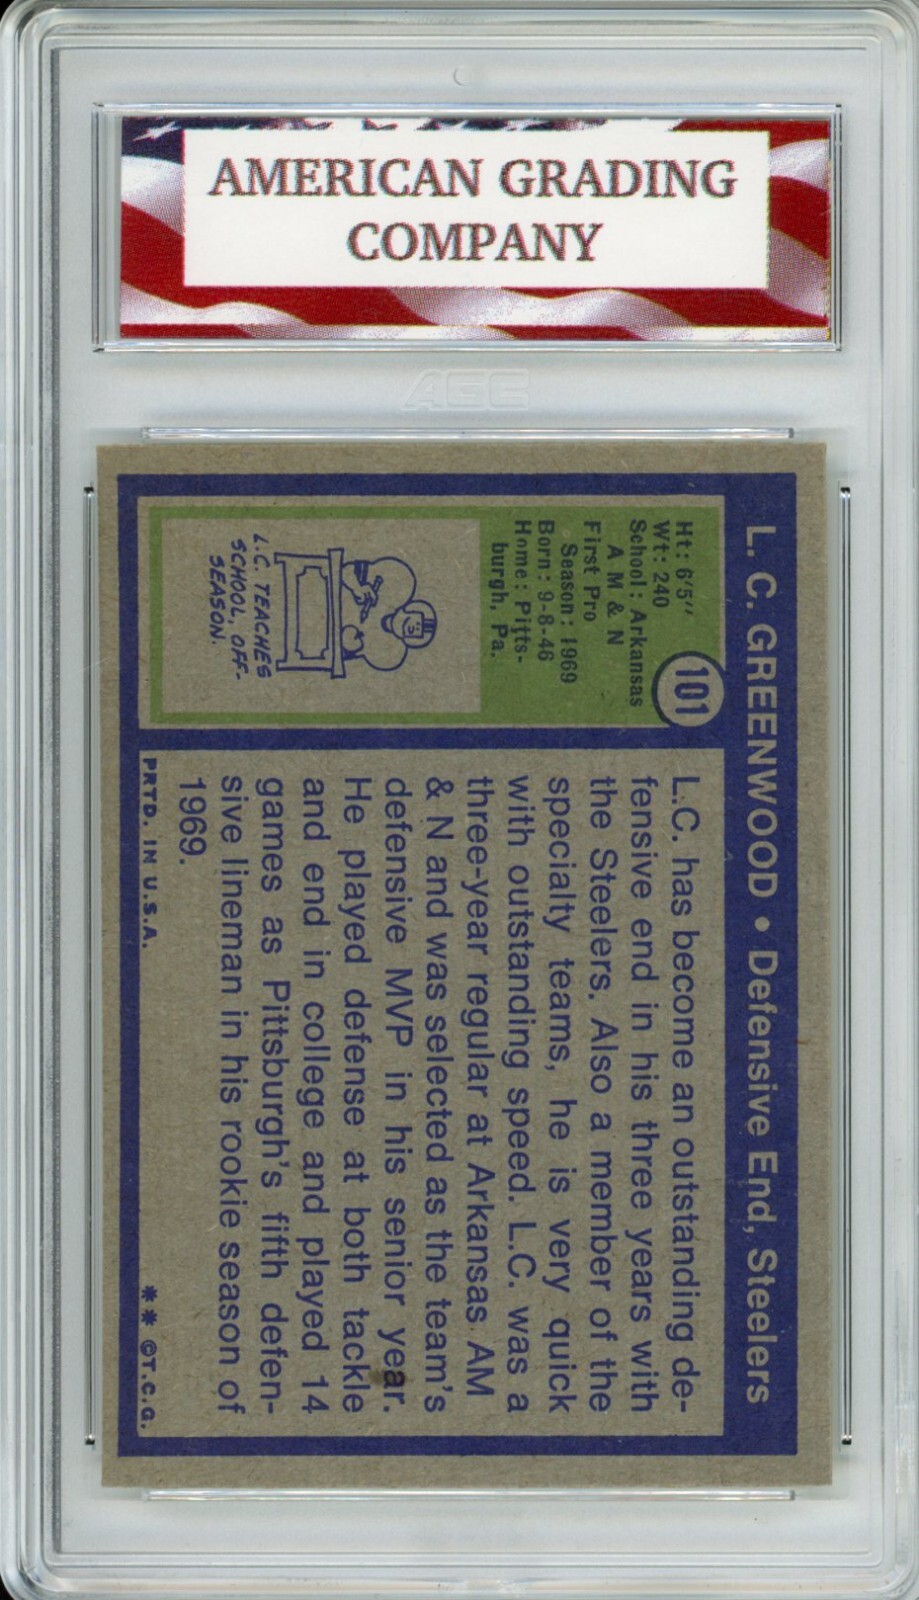 AMERICAN GRADING
COMPANY
AGC
L. C. GREENWOOD • Defensive End, Steelers
101
Ht: 6'5"
Wt: 240
School: Arkansas
A M & N
First Pro
Season: 1969
Born: 9-8-46
Home: Pitts-
burgh, Pa.
L.C. TEACHES
SCHOOL, OFF-
SEASON.
L.C. has become an outstanding de-
fensive end in his three years with
the Steelers. Also a member of the
specialty teams, he is very quick
with outstanding speed. L.C. was a
three-year regular at Arkansas AM
& N and was selected as the team's
defensive MVP in his senior year.
He played defense at both tackle
and end in college and played 14
games as Pittsburgh's fifth defen-
sive lineman in his rookie season of
1969.
PRTD. IN U.S.A.
** ©T.C.G.